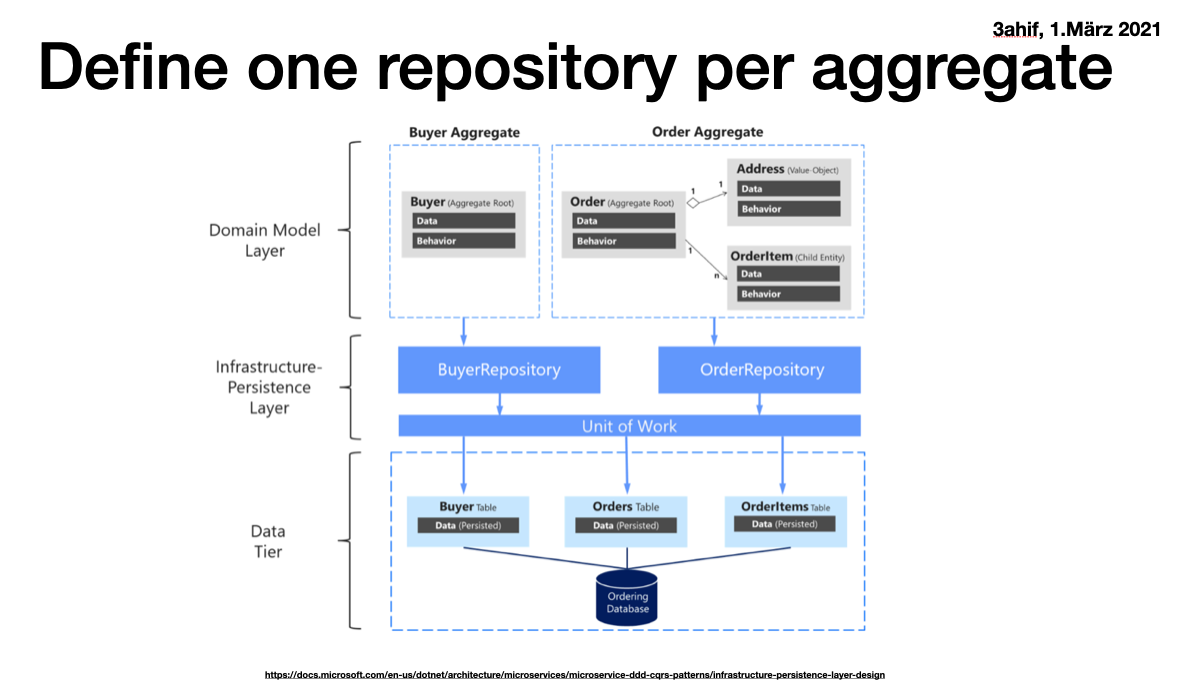 3ahif, 1.März 2021
Define one repository per aggregate
Buyer Aggregate
Order Aggregate
Domain Model
Layer
Buyer (Aggregate Root)
Data
Behavior
Order (Aggregate Root)
Data
Behavior
1
1
1
n
Address (Value-Object)
Data
Behavior
OrderItem (Child Entity)
Data
Behavior
Infrastructure-
Persistence
Layer
BuyerRepository
OrderRepository
Unit of Work
Data
Tier
Buyer Table
Data (Persisted)
Orders Table
Data (Persisted)
OrderItems Table
Data (Persisted)
Ordering
Database
https://docs.microsoft.com/en-us/dotnet/architecture/microservices/microservice-ddd-cqrs-patterns/infrastructure-persistence-layer-design